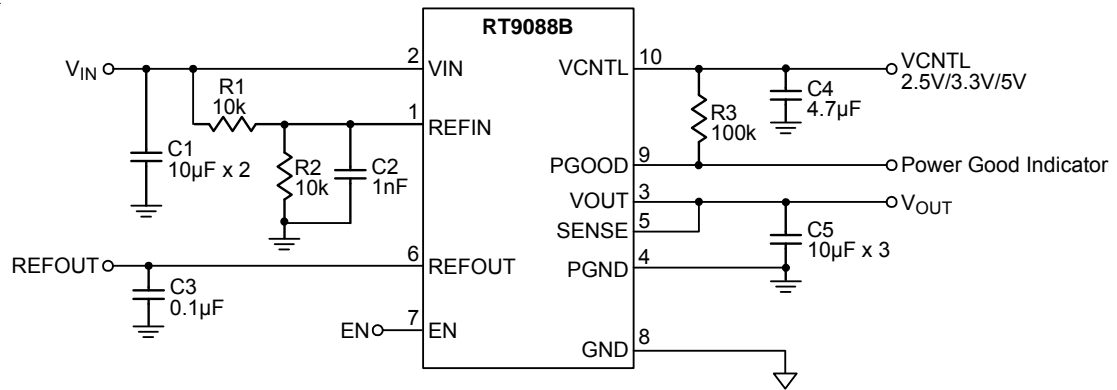 RT9088B
V_IN
2
VIN
VCNTL
10
VCNTL
2.5V/3.3V/5V
R1
10k
1
REFIN
R3
100k
C4
4.7µF
C1
10µF x 2
R2
10k
C2
1nF
PGOOD
9
Power Good Indicator
VOUT
3
V_OUT
SENSE
5
C5
10µF x 3
REFOUT
6
REFOUT
PGND
4
C3
0.1µF
EN
7
EN
GND
8